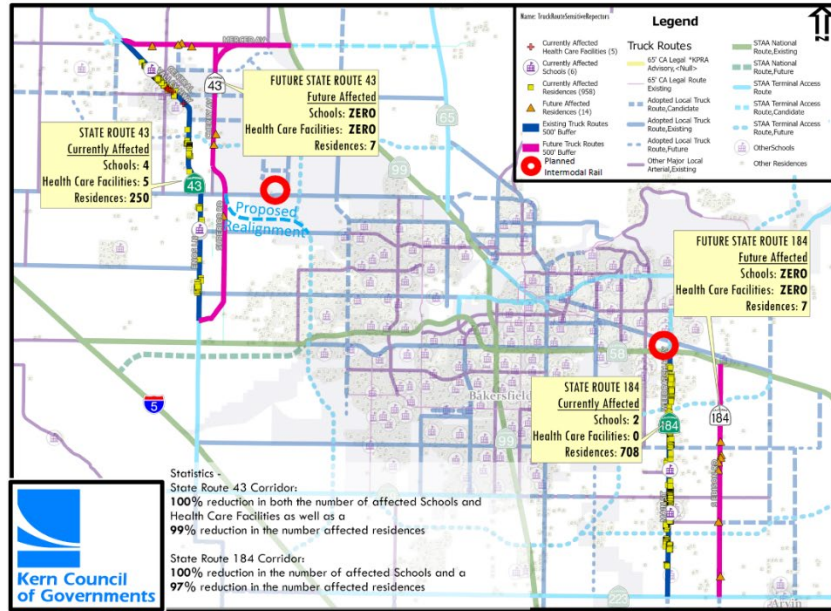 Name: TruckRouteSensitiveReceptors
Legend
N
Currently Affected
Health Care Facilities (5)
Currently Affected
Schools (6)
Currently Affected
Residences (958)
Future Affected
Residences (14)
Existing Truck Routes
500' Buffer
Future Truck Routes
500' Buffer
Planned
Intermodal Rail
Truck Routes
65' CA Legal *KPRA
Advisory,<Null>
65' CA Legal Route
Existing
Adopted Local Truck
Route,Candidate
Adopted Local Truck
Route,Existing
Adopted Local Truck
Route,Future
Other Major Local
Arterial,Existing
STAA National
Route,Existing
STAA National
Route,Future
STAA Terminal Access
Route
STAA Terminal Access
Route,Candidate
STAA Terminal Access
Route,Future
OtherSchools
Other Residences
43
FUTURE STATE ROUTE 43
Future Affected
Schools: ZERO
Health Care Facilities: ZERO
Residences: 7
STATE ROUTE 43
Currently Affected
Schools: 4
Health Care Facilities: 5
Residences: 250
43
65
99
Proposed
Realignment
FUTURE STATE ROUTE 184
Future Affected
Schools: ZERO
Health Care Facilities: ZERO
Residences: 7
58
STATE ROUTE 184
Currently Affected
Schools: 2
Health Care Facilities: 0
Residences: 708
184
184
Bakersfield
5
99
223
Arvin
Statistics -
State Route 43 Corridor:
100% reduction in both the number of affected Schools and
Health Care Facilities as well as a
99% reduction in the number affected residences
State Route 184 Corridor:
100% reduction in the number of affected Schools and a
97% reduction in the number affected residences
Kern Council
of Governments